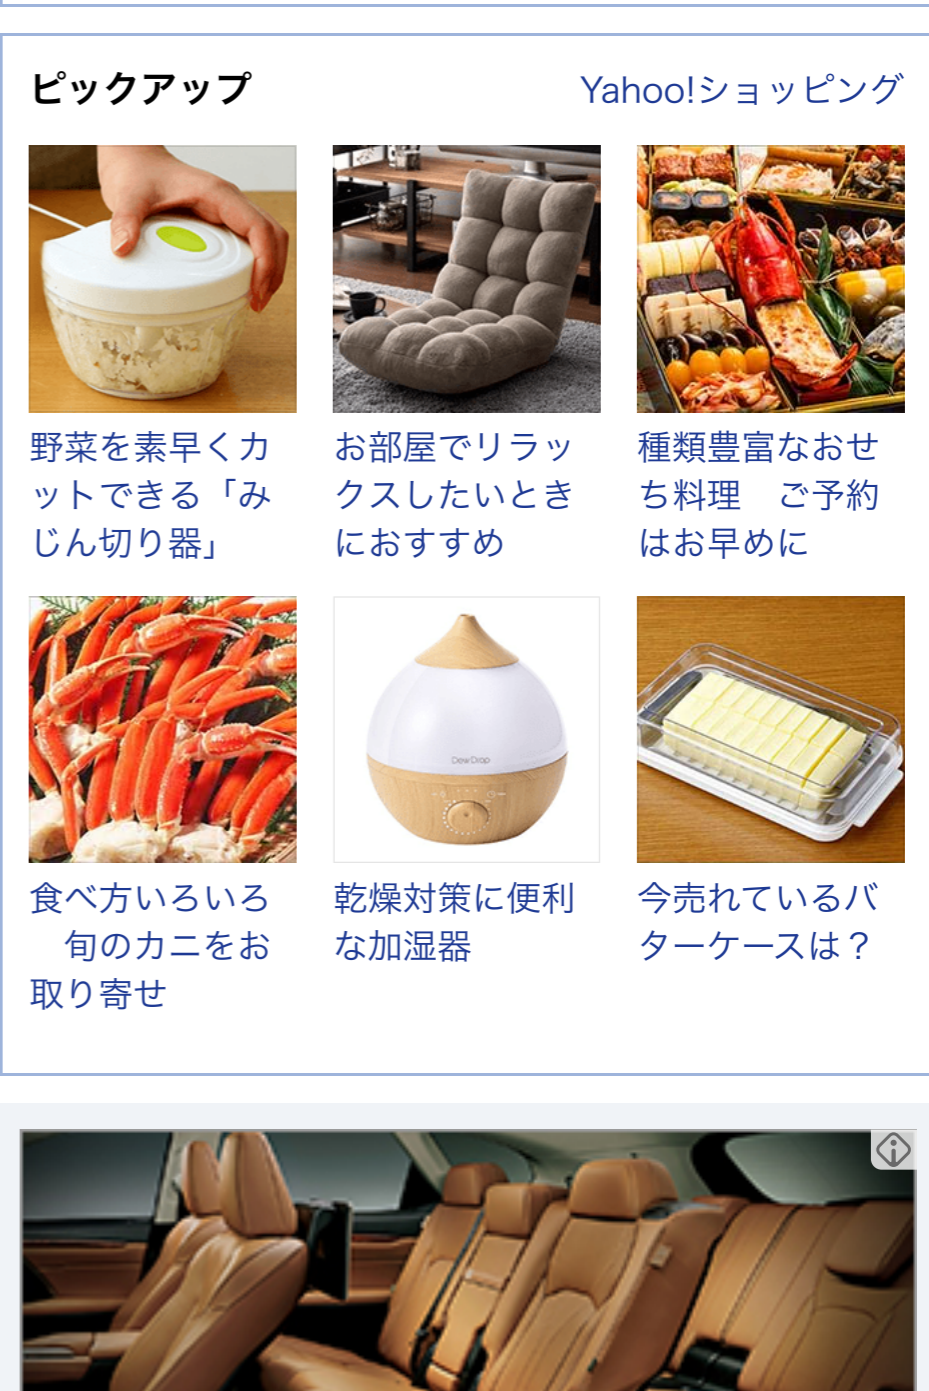 ピックアップ
Yahoo!ショッピング
野菜を素早くカ
ットできる「み
じん切り器」
お部屋でリラッ
クスしたいとき
におすすめ
種類豊富なおせ
ち料理　ご予約
はお早めに
DewDrop
食べ方いろいろ
　旬のカニをお
取り寄せ
乾燥対策に便利
な加湿器
今売れているバ
ターケースは？